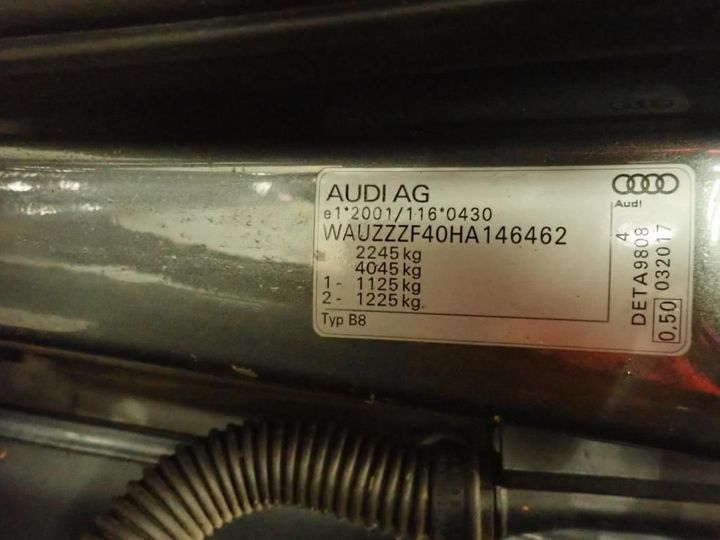 AUDI AG
e1*2001/116*0430
WAUZZZF40HA146462
2245 kg
4045 kg
1- 1125 kg
2- 1225 kg
Typ B8
Audi
DETA9808 4
0,50 032017